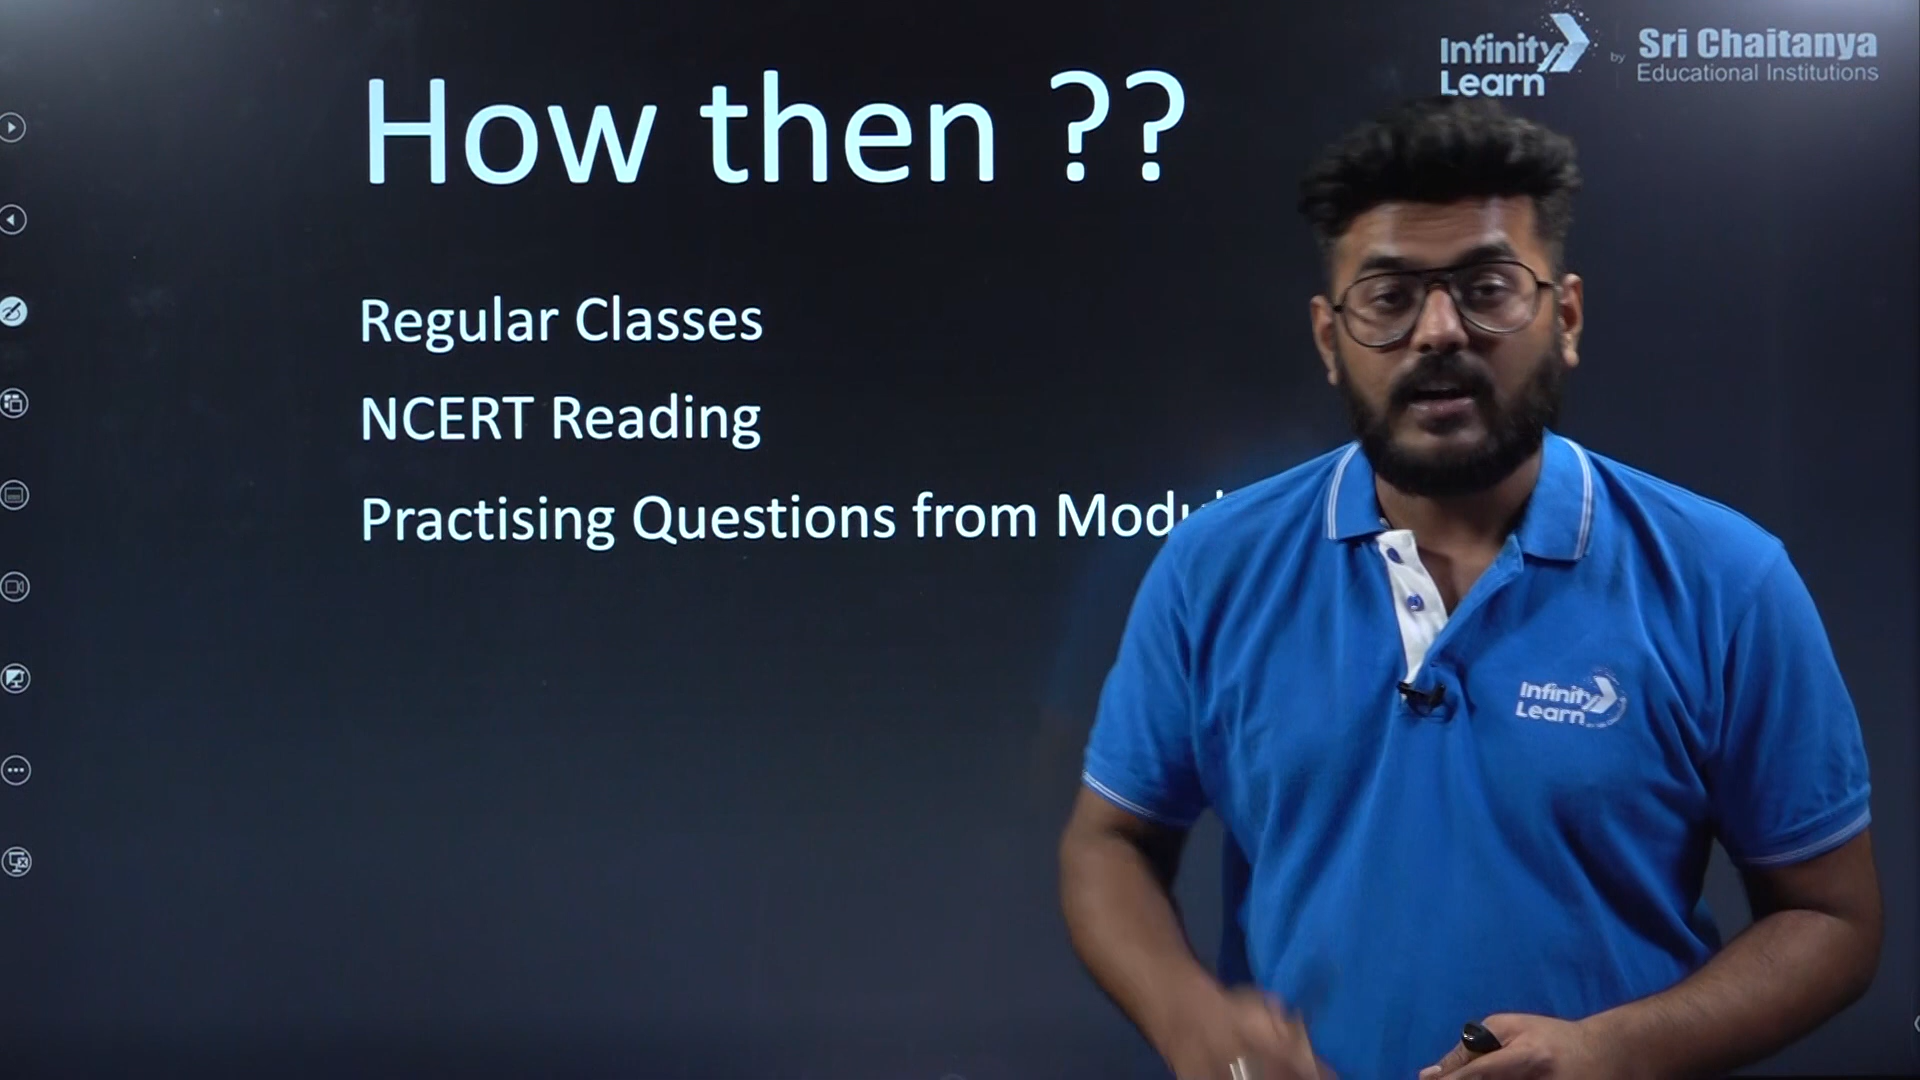 Infinity
Learn
by
Sri Chaitanya
Educational Institutions
How then ??
Regular Classes
NCERT Reading
Practising Questions from
Infinity
Learn